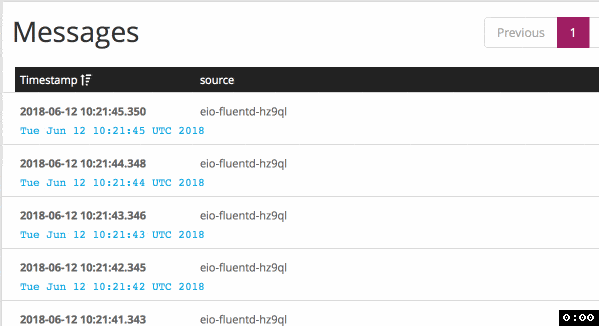 Messages
Previous 1
Timestamp source
2018-06-12 10:21:45.350 eio-fluentd-hz9ql
Tue Jun 12 10:21:45 UTC 2018
2018-06-12 10:21:44.348 eio-fluentd-hz9ql
Tue Jun 12 10:21:44 UTC 2018
2018-06-12 10:21:43.346 eio-fluentd-hz9ql
Tue Jun 12 10:21:43 UTC 2018
2018-06-12 10:21:42.345 eio-fluentd-hz9ql
Tue Jun 12 10:21:42 UTC 2018
2018-06-12 10:21:41.343 eio-fluentd-hz9ql
0:00